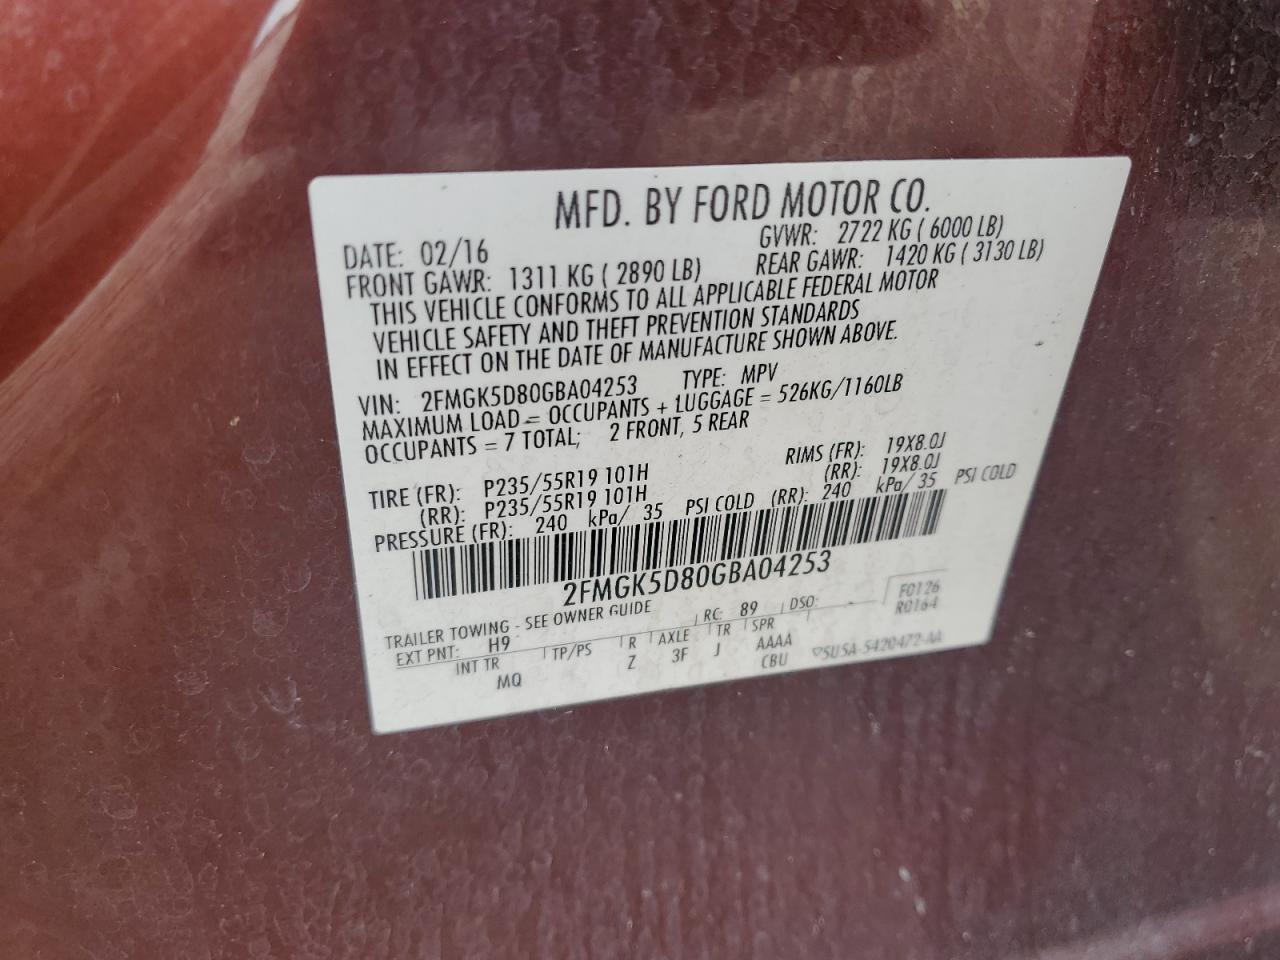 MFD. BY FORD MOTOR CO.
DATE: 02/16 GVWR: 2722 KG ( 6000 LB)
FRONT GAWR: 1311 KG ( 2890 LB) REAR GAWR: 1420 KG ( 3130 LB)
THIS VEHICLE CONFORMS TO ALL APPLICABLE FEDERAL MOTOR
VEHICLE SAFETY AND THEFT PREVENTION STANDARDS
IN EFFECT ON THE DATE OF MANUFACTURE SHOWN ABOVE.
VIN: 2FMGK5D80GBA04253 TYPE: MPV
MAXIMUM LOAD = OCCUPANTS + LUGGAGE = 526KG/1160LB
OCCUPANTS = 7 TOTAL; 2 FRONT, 5 REAR
TIRE (FR): P235/55R19 101H RIMS (FR): 19X8.0J
(RR): P235/55R19 101H (RR): 19X8.0J
PRESSURE (FR): 240 kPa/ 35 PSI COLD (RR): 240 kPa/ 35 PSI COLD
2FMGK5D80GBA04253
TRAILER TOWING - SEE OWNER GUIDE F0126
EXT PNT: H9 RC: 89 DSO: R0164
INT TR TP/PS R AXLE TR SPR
MQ Z 3F J AAAA
CBU ▽SUSA-5420472-AA